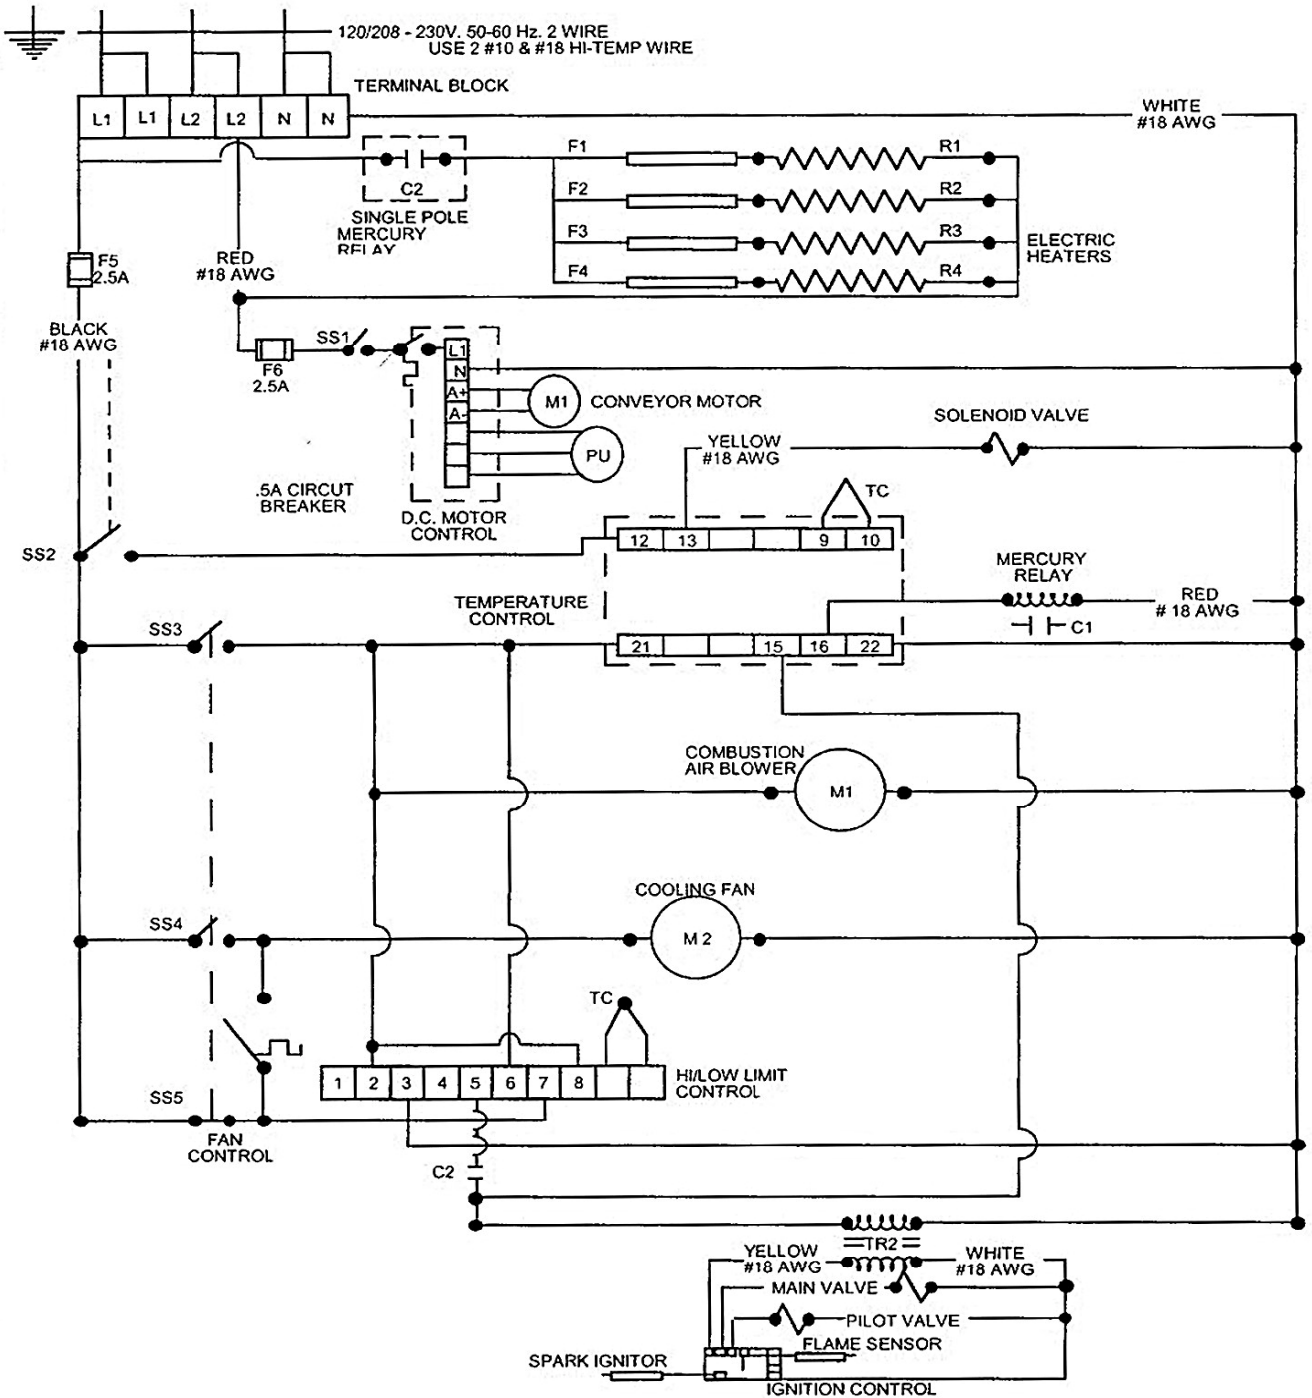 120/208 - 230V. 50-60 Hz. 2 WIRE
USE 2 #10 & #18 HI-TEMP WIRE
TERMINAL BLOCK
L1 L1 L2 L2 N N
WHITE
#18 AWG
C2
SINGLE POLE
MERCURY
RELAY
F1 R1
F2 R2
F3 R3
F4 R4
ELECTRIC
HEATERS
F5
2.5A
RED
#18 AWG
BLACK
#18 AWG
F6
2.5A
SS1
L1
N
A+
A-
M1
CONVEYOR MOTOR
PU
.5A CIRCUT
BREAKER
D.C. MOTOR
CONTROL
YELLOW
#18 AWG
SOLENOID VALVE
TC
SS2
12 13 9 10
MERCURY
RELAY
RED
# 18 AWG
C1
TEMPERATURE
CONTROL
SS3
21 15 16 22
COMBUSTION
AIR BLOWER
M1
SS4
COOLING FAN
M 2
TC
1 2 3 4 5 6 7 8
HI/LOW LIMIT
CONTROL
SS5
FAN
CONTROL
C2
TR2
YELLOW
#18 AWG
WHITE
#18 AWG
MAIN VALVE
PILOT VALVE
FLAME SENSOR
SPARK IGNITOR
IGNITION CONTROL